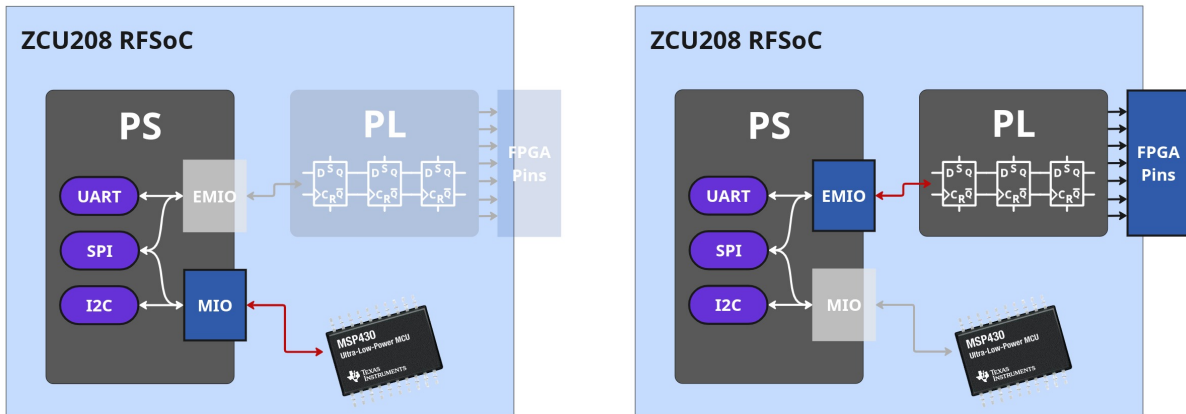 ZCU208 RFSoC
PS
PL
UART
SPI
I2C
EMIO
MIO
D S Q
C R Q̅
D S Q
C R Q̅
D S Q
C R Q̅
FPGA
Pins
MSP430
Ultra-Low-Power MCU
TEXAS
INSTRUMENTS
ZCU208 RFSoC
PS
PL
UART
SPI
I2C
EMIO
MIO
D S Q
C R Q̅
D S Q
C R Q̅
D S Q
C R Q̅
FPGA
Pins
MSP430
Ultra-Low-Power MCU
TEXAS
INSTRUMENTS